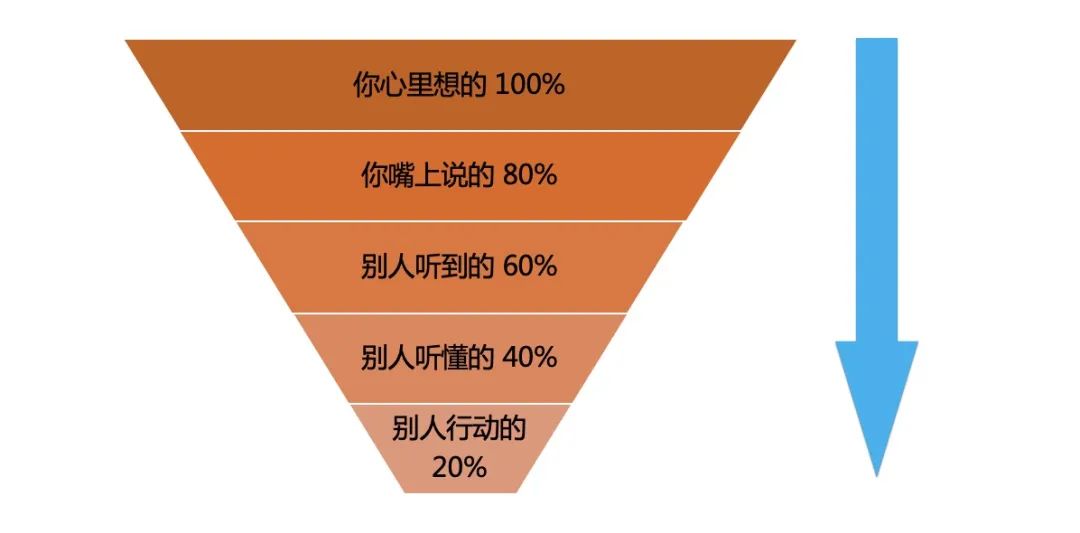 你心里想的 100%
你嘴上说的 80%
别人听到的 60%
别人听懂的 40%
别人行动的
20%